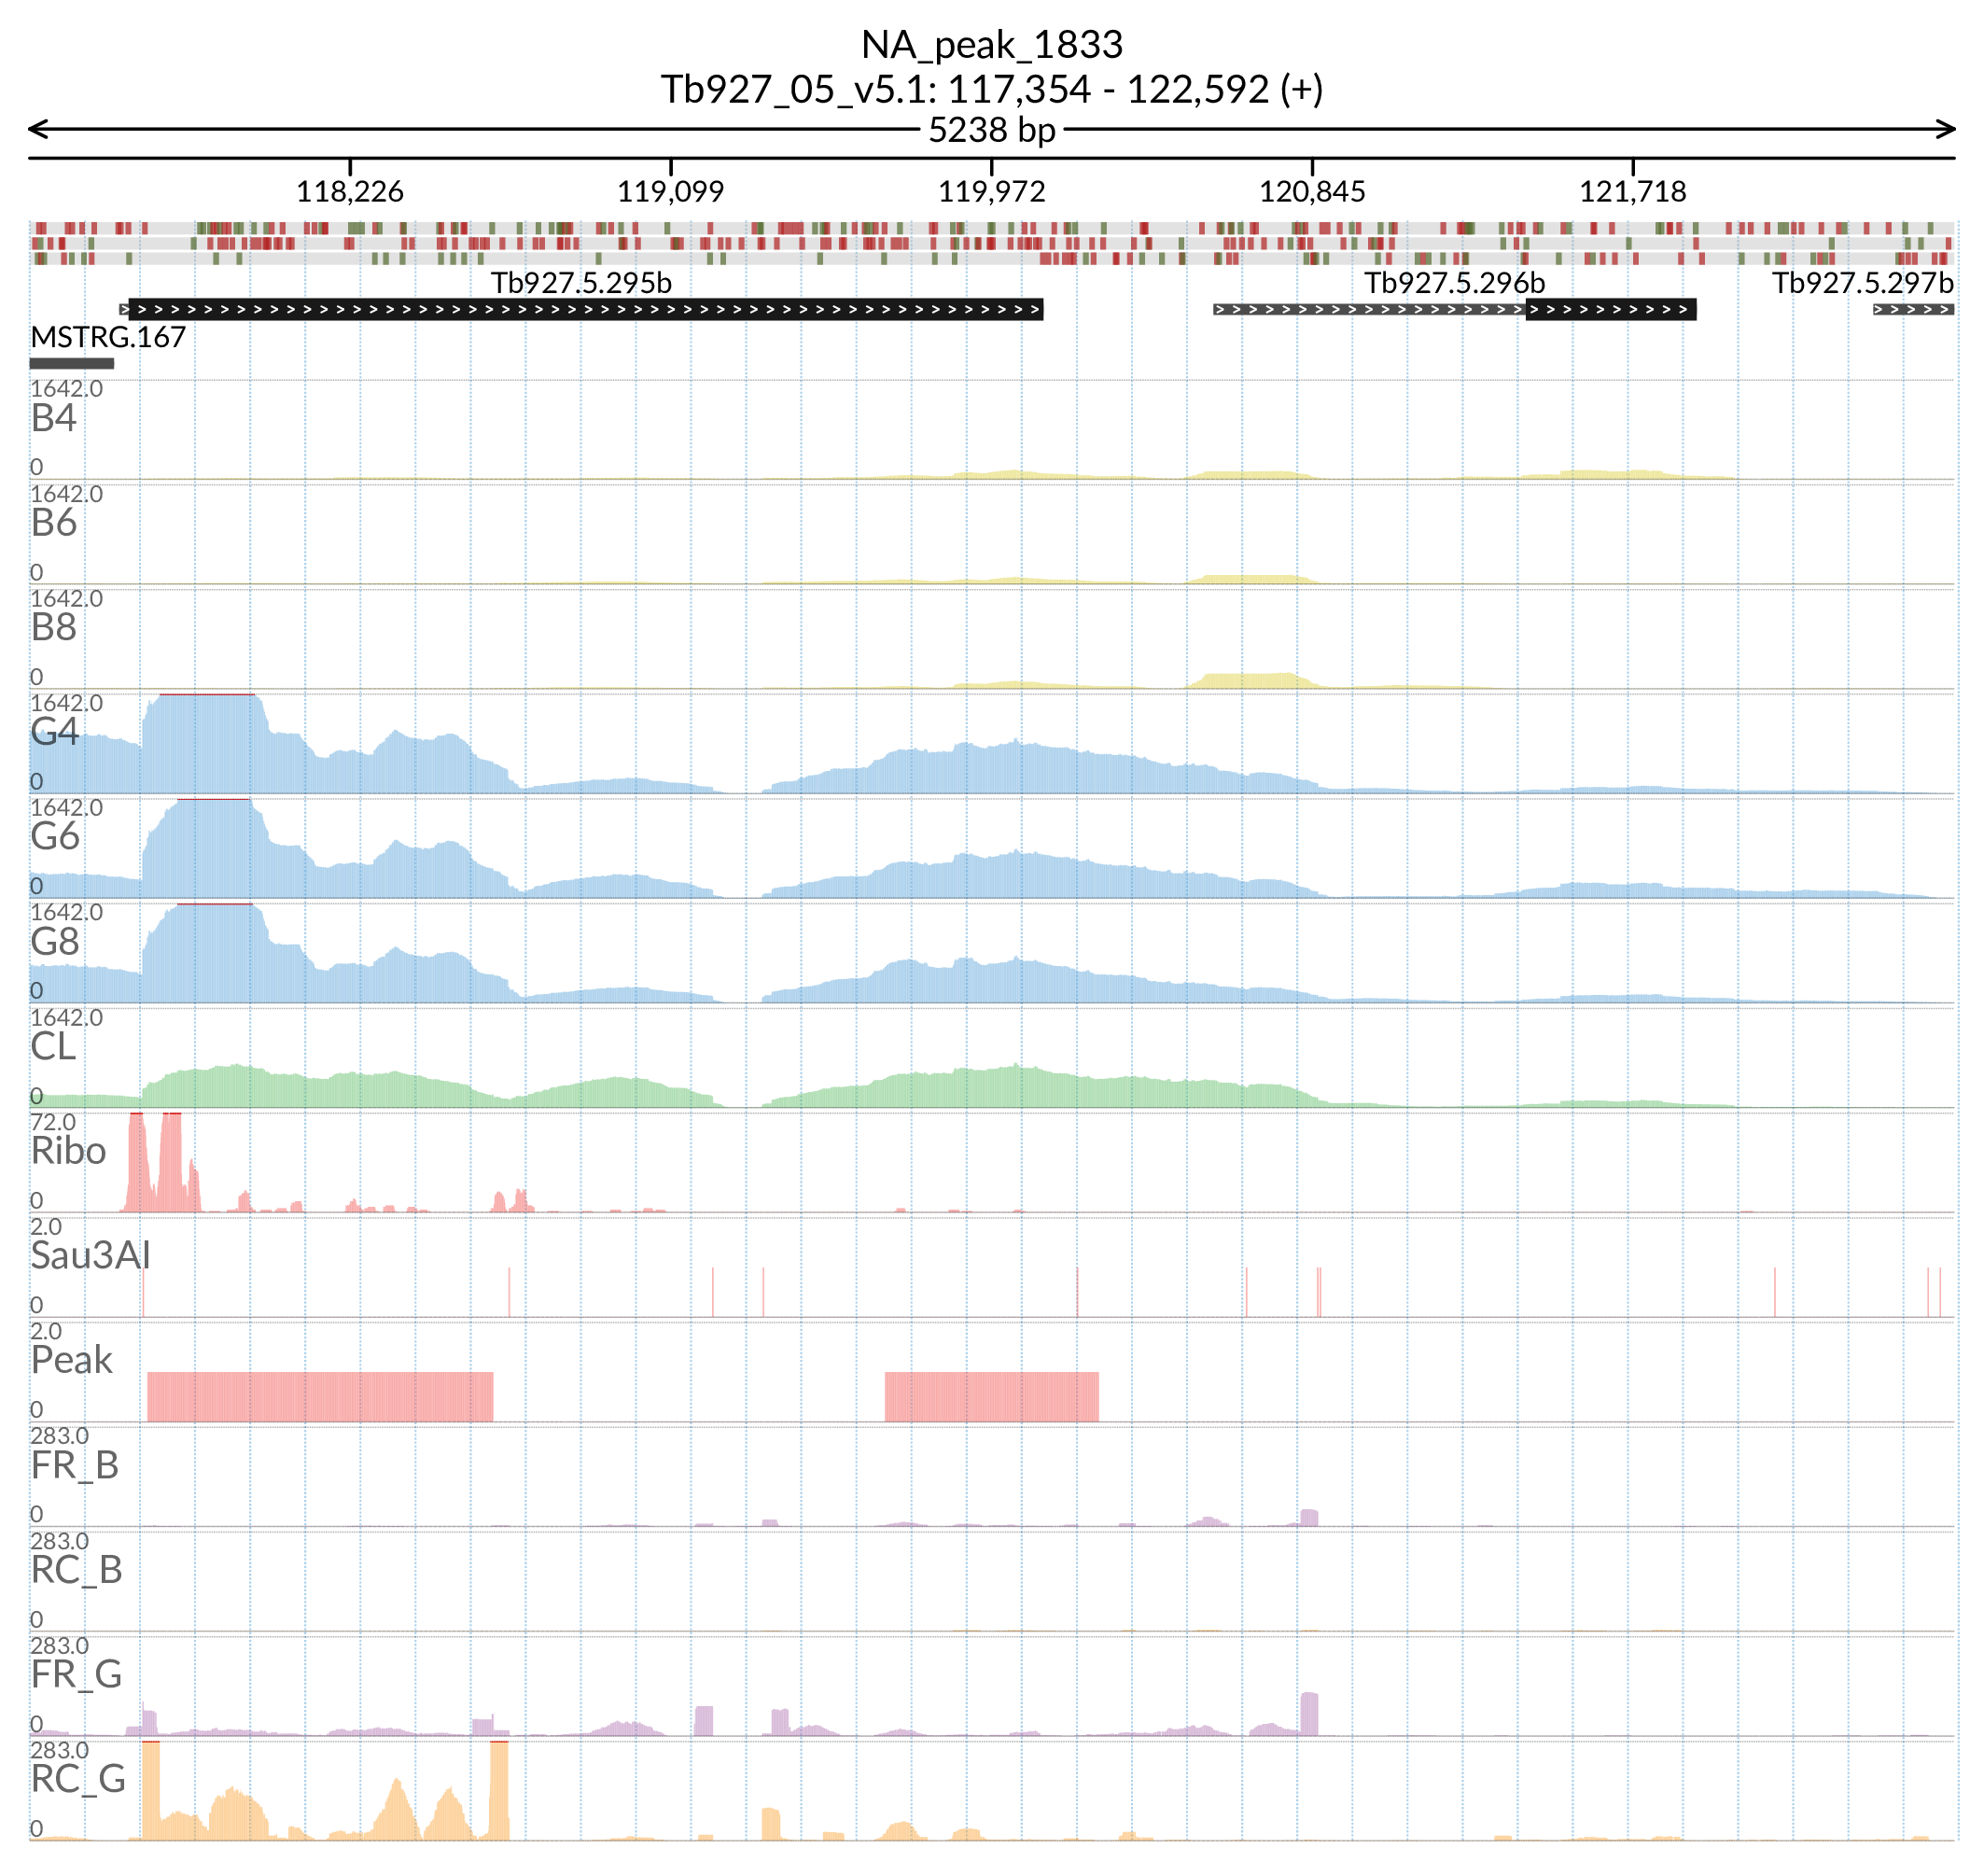 NA_peak_1833
Tb927_05_v5.1: 117,354 - 122,592 (+)
5238 bp
118,226 119,099 119,972 120,845 121,718
Tb927.5.295b Tb927.5.296b Tb927.5.297b
MSTRG.167
1642.0
B4
0
1642.0
B6
0
1642.0
B8
0
1642.0
G4
0
1642.0
G6
0
1642.0
G8
0
1642.0
CL
0
72.0
Ribo
0
2.0
Sau3AI
0
2.0
Peak
0
283.0
FR_B
0
283.0
RC_B
0
283.0
FR_G
0
283.0
RC_G
0